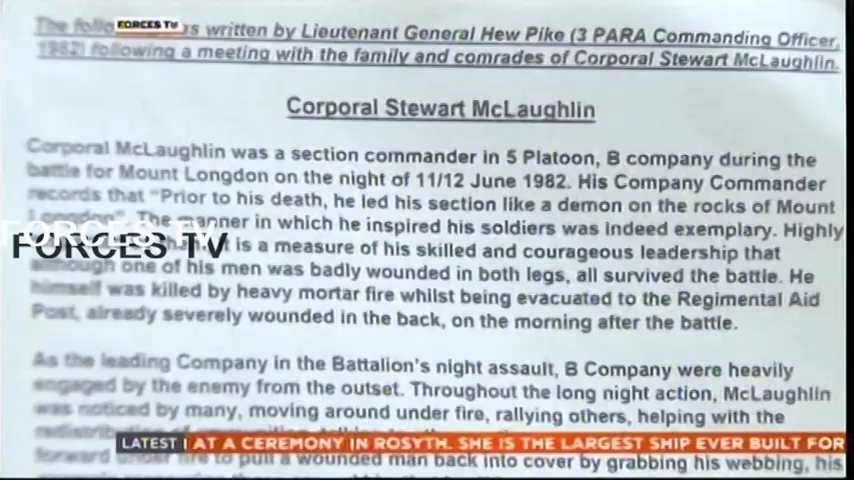 FORCES TV
The follo s written by Lieutenant General Hew Pike (3 PARA Commanding Officer,
1982) following a meeting with the family and comrades of Corporal Stewart McLaughlin.
Corporal Stewart McLaughlin
Corporal McLaughlin was a section commander in 5 Platoon, B company during the
battle for Mount Longdon on the night of 11/12 June 1982. His Company Commander
records that "Prior to his death, he led his section like a demon on the rocks of Mount
Longdon". The manner in which he inspired his soldiers was indeed exemplary. Highly
FORCES TV
FORCES TV
it is a measure of his skilled and courageous leadership that
although one of his men was badly wounded in both legs, all survived the battle. He
himself was killed by heavy mortar fire whilst being evacuated to the Regimental Aid
Post, already severely wounded in the back, on the morning after the battle.
As the leading Company in the Battalion's night assault, B Company were heavily
engaged by the enemy from the outset. Throughout the long night action, McLaughlin
was noticed by many, moving around under fire, rallying others, helping with the
LATEST | AT A CEREMONY IN ROSYTH. SHE IS THE LARGEST SHIP EVER BUILT FOR
forward under fire to pull a wounded man back into cover by grabbing his webbing, his